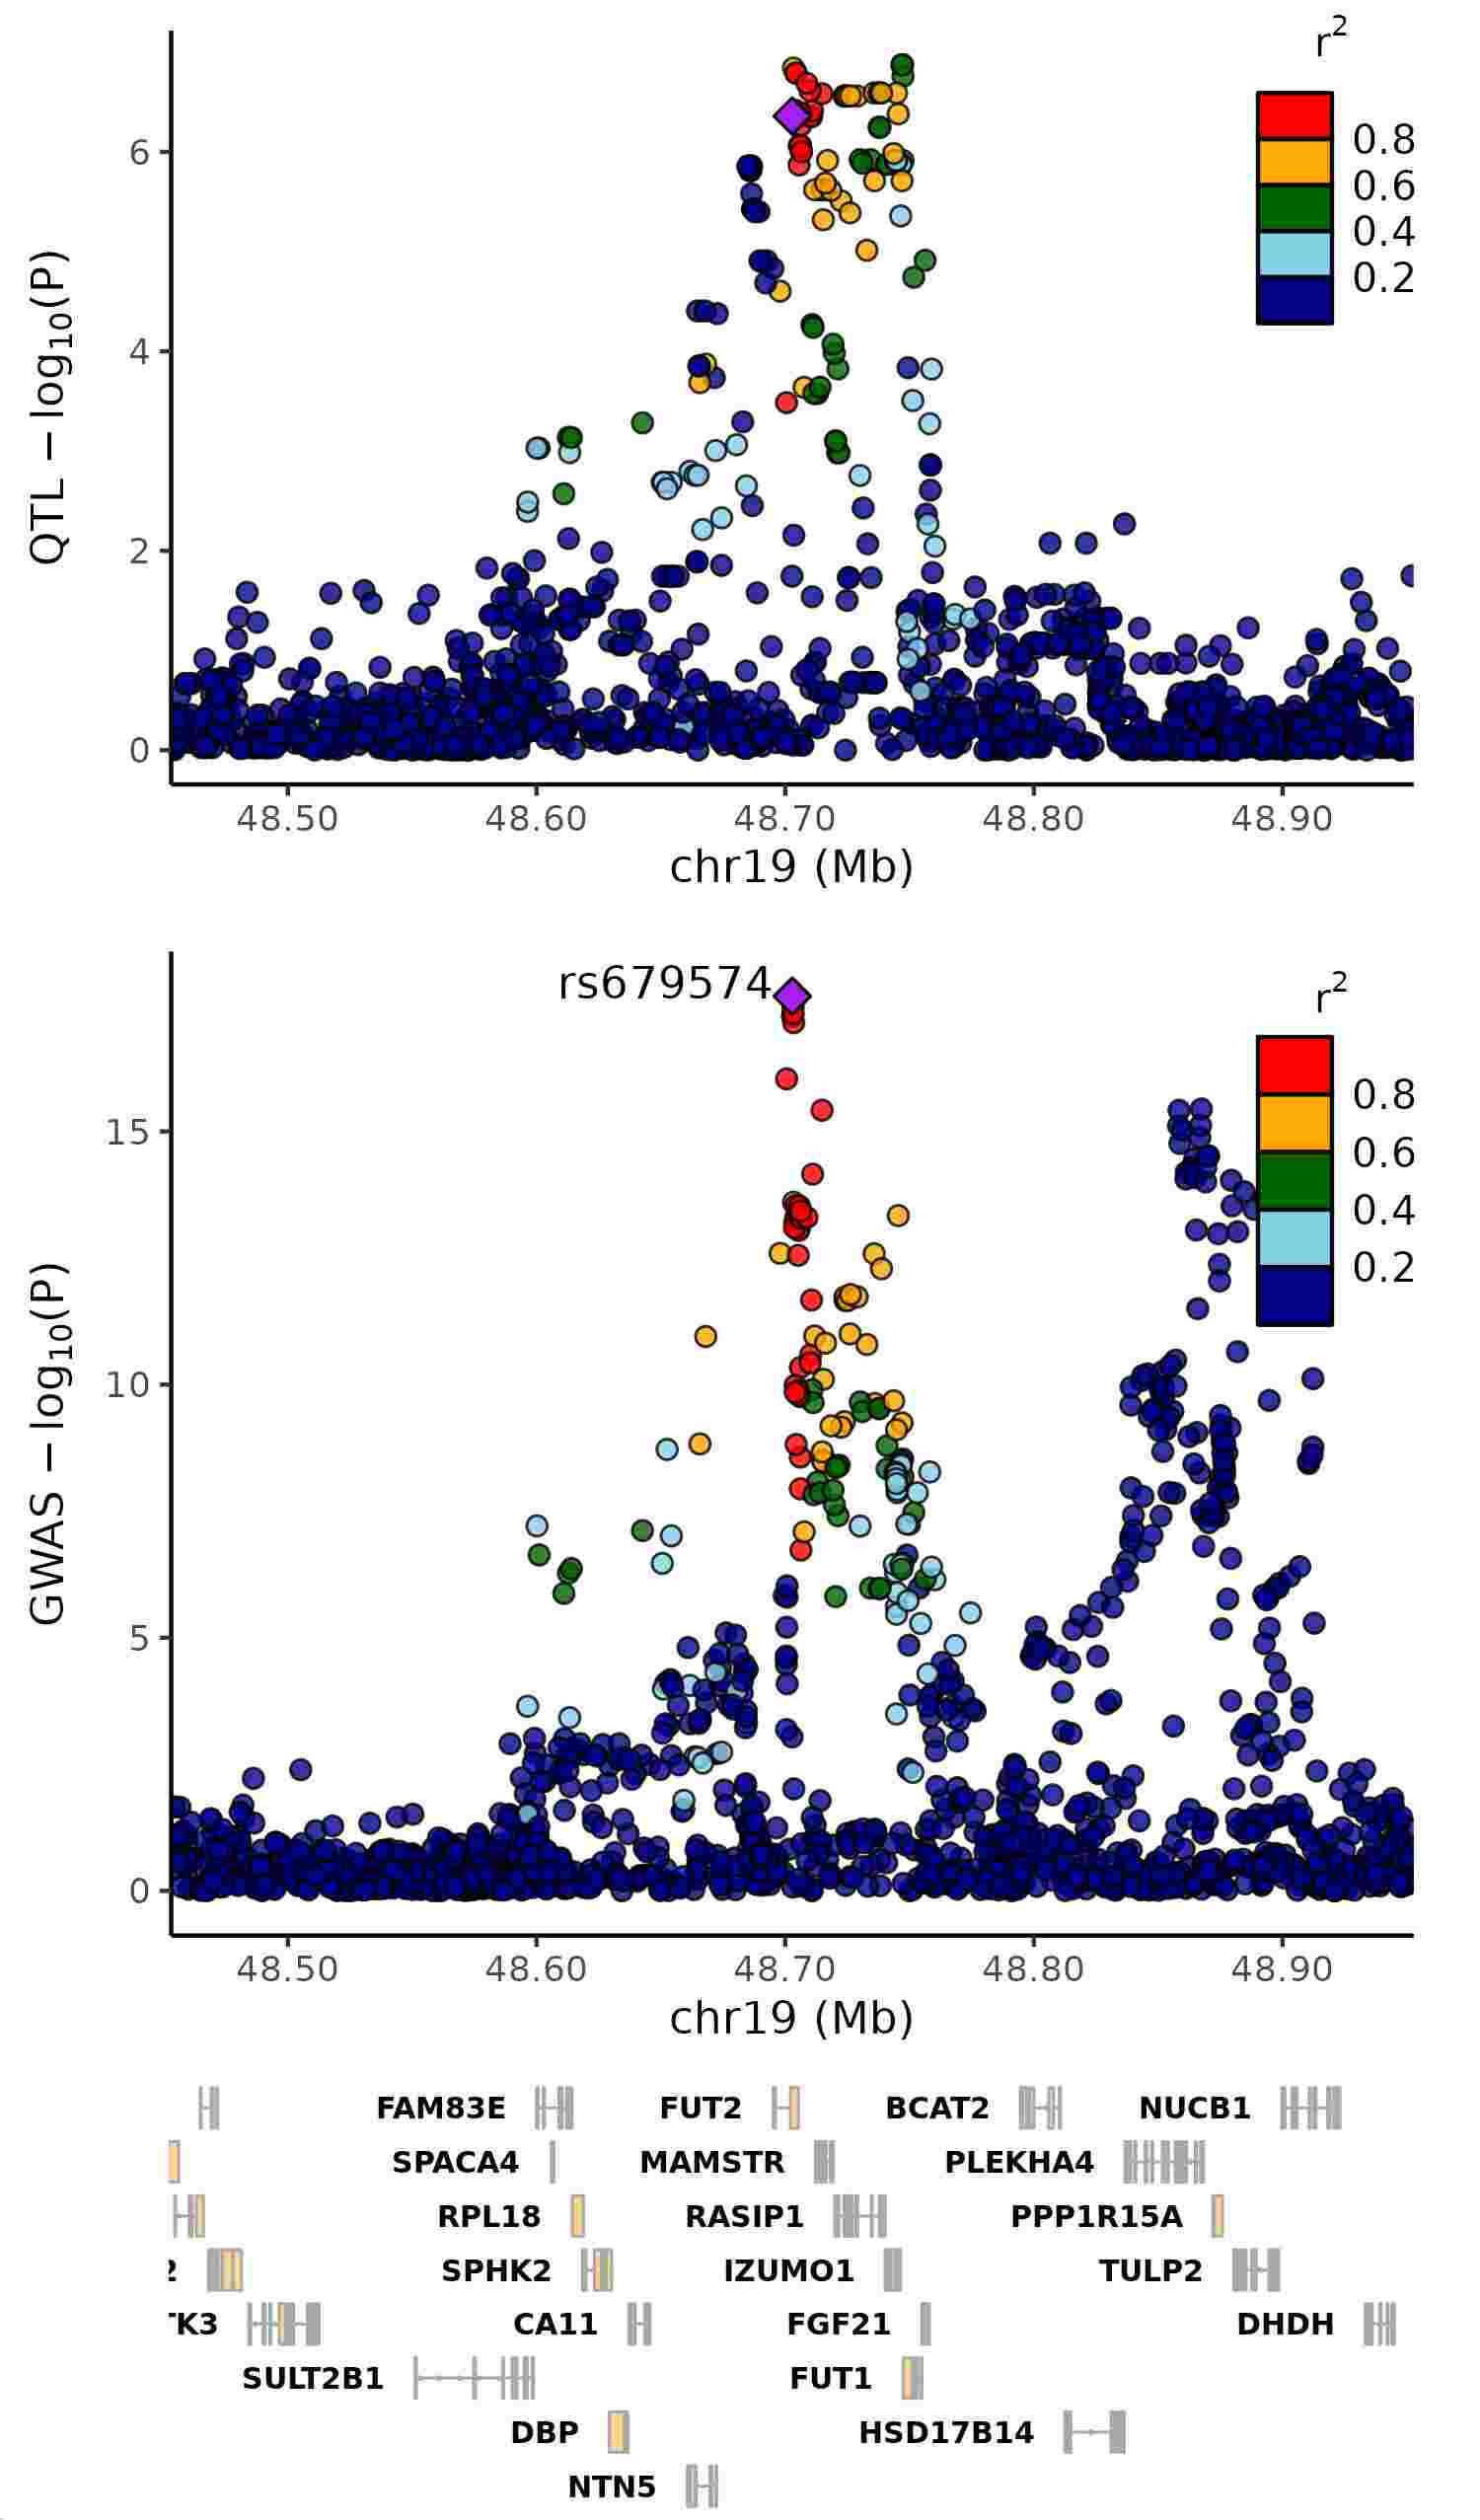 r2
0.8
0.6
0.4
0.2
QTL − log10(P)
6
4
2
0
48.50 48.60 48.70 48.80 48.90
chr19 (Mb)
rs679574
r2
0.8
0.6
0.4
0.2
GWAS − log10(P)
15
10
5
0
48.50 48.60 48.70 48.80 48.90
chr19 (Mb)
FAM83E FUT2 BCAT2 NUCB1
SPACA4 MAMSTR PLEKHA4
RPL18 RASIP1 PPP1R15A
2 SPHK2 IZUMO1 TULP2
TK3 CA11 FGF21 DHDH
SULT2B1 FUT1
DBP HSD17B14
NTN5